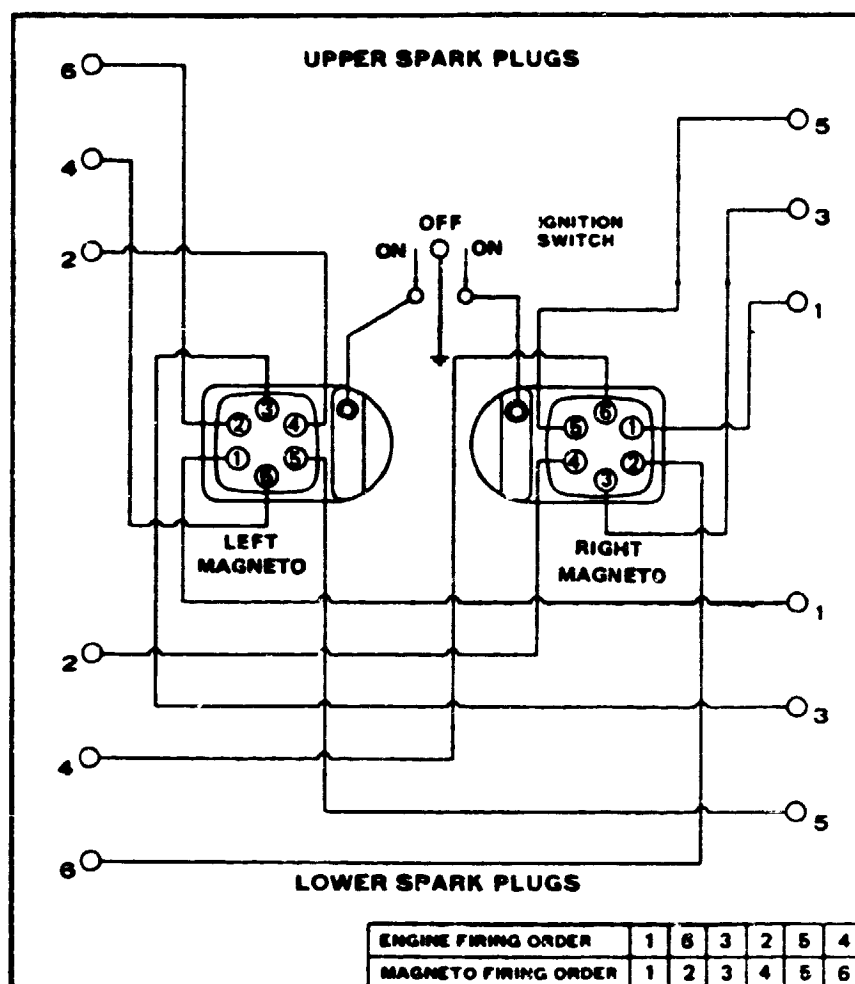 UPPER SPARK PLUGS
6
5
4
3
OFF
IGNITION
SWITCH
ON
ON
2
1
3
6
2
4
5
1
1
5
4
2
6
3
LEFT
MAGNETO
RIGHT
MAGNETO
1
2
3
4
5
6
LOWER SPARK PLUGS
ENGINE FIRING ORDER 1 6 3 2 5 4
MAGNETO FIRING ORDER 1 2 3 4 5 6